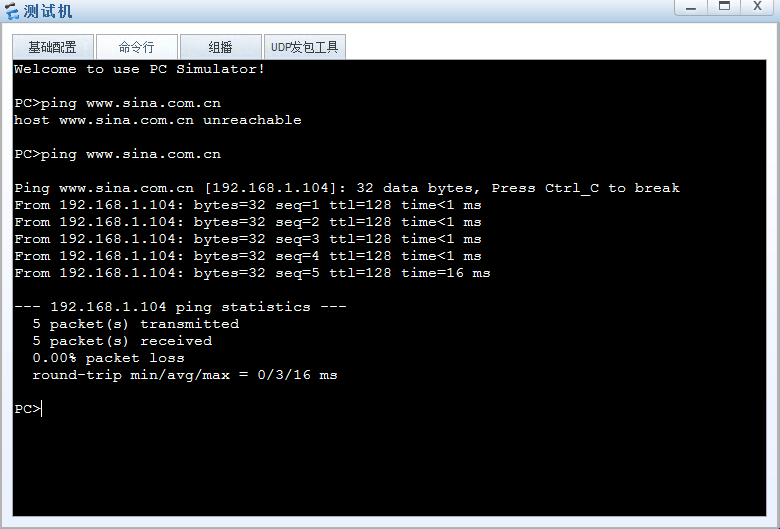 测试机
基础配置 命令行 组播 UDP发包工具
Welcome to use PC Simulator!
PC>ping www.sina.com.cn
host www.sina.com.cn unreachable
PC>ping www.sina.com.cn
Ping www.sina.com.cn [192.168.1.104]: 32 data bytes, Press Ctrl_C to break
From 192.168.1.104: bytes=32 seq=1 ttl=128 time<1 ms
From 192.168.1.104: bytes=32 seq=2 ttl=128 time<1 ms
From 192.168.1.104: bytes=32 seq=3 ttl=128 time<1 ms
From 192.168.1.104: bytes=32 seq=4 ttl=128 time<1 ms
From 192.168.1.104: bytes=32 seq=5 ttl=128 time=16 ms
--- 192.168.1.104 ping statistics ---
5 packet(s) transmitted
5 packet(s) received
0.00% packet loss
round-trip min/avg/max = 0/3/16 ms
PC>